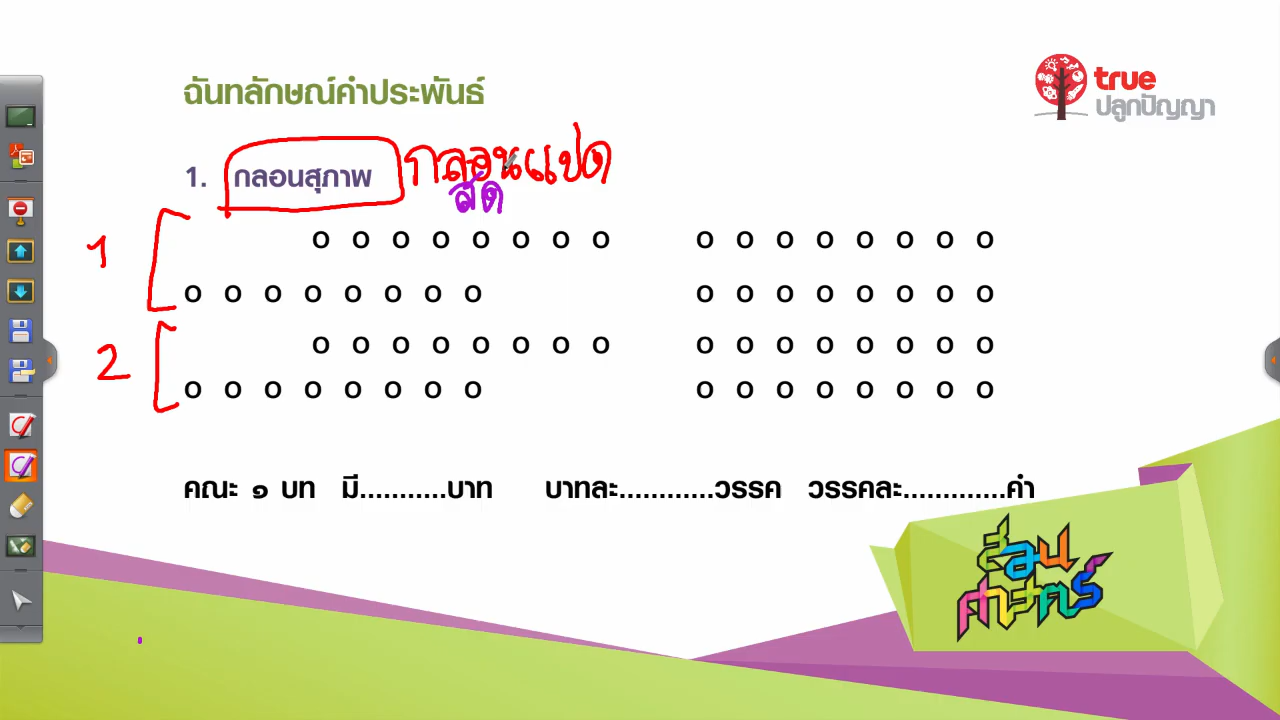 ฉันทลักษณ์คำประพันธ์
true
ปลูกปัญญา
1. กลอนสุภาพ กลอนแปด
สด
1
o o o o o o o o o o o o o o o o
o o o o o o o o o o o o o o o o
2
o o o o o o o o o o o o o o o o
o o o o o o o o o o o o o o o o
คณะ ๑ บท มี...........บาท บาทละ............วรรค วรรคละ.............คำ
สอน
ศาสตร์